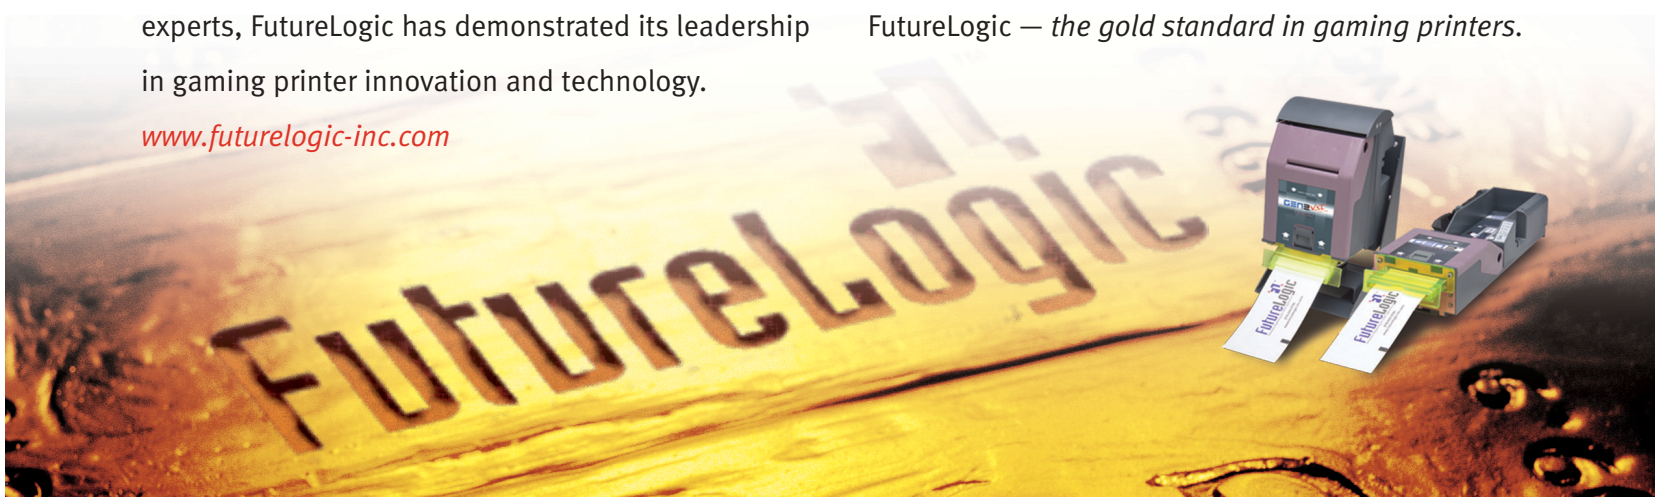 experts, FutureLogic has demonstrated its leadership
in gaming printer innovation and technology.
www.futurelogic-inc.com
FutureLogic — the gold standard in gaming printers.
FutureLogic
GEN2
FutureLogic
FutureLogic